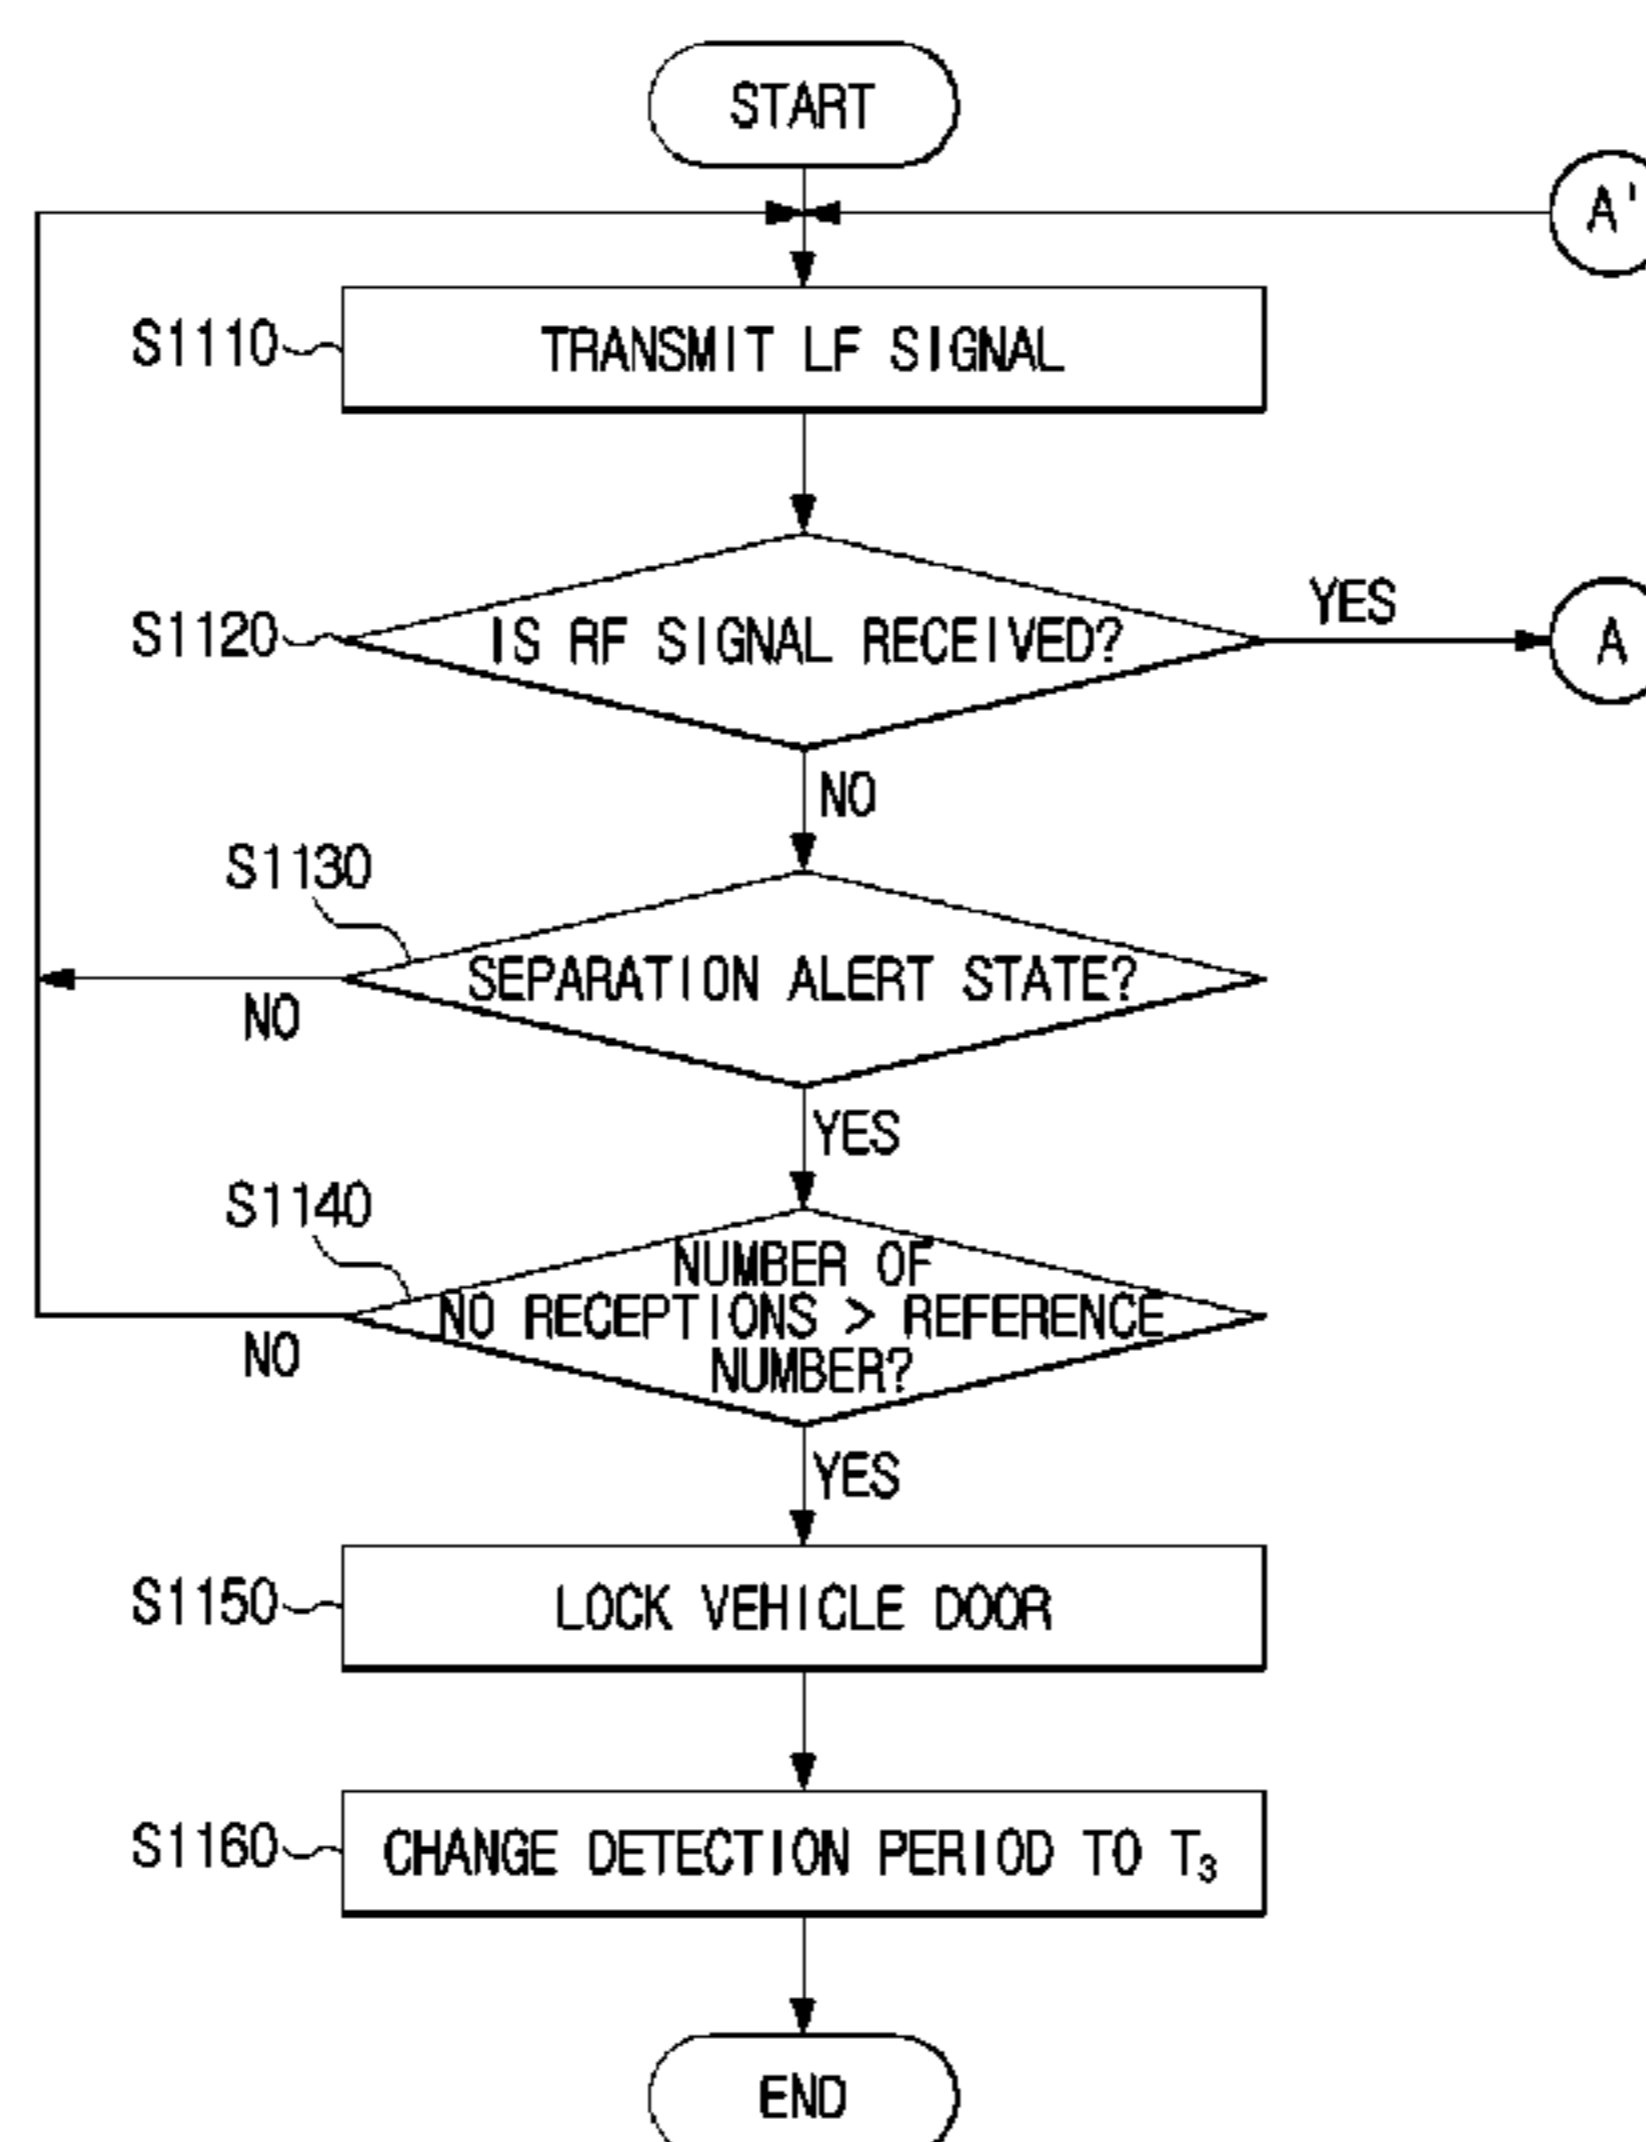 START
A'
S1110
TRANSMIT LF SIGNAL
S1120
IS RF SIGNAL RECEIVED?
YES
A
NO
S1130
SEPARATION ALERT STATE?
NO
YES
S1140
NUMBER OF
NO RECEPTIONS > REFERENCE
NUMBER?
NO
YES
S1150
LOCK VEHICLE DOOR
S1160
CHANGE DETECTION PERIOD TO T₃
END